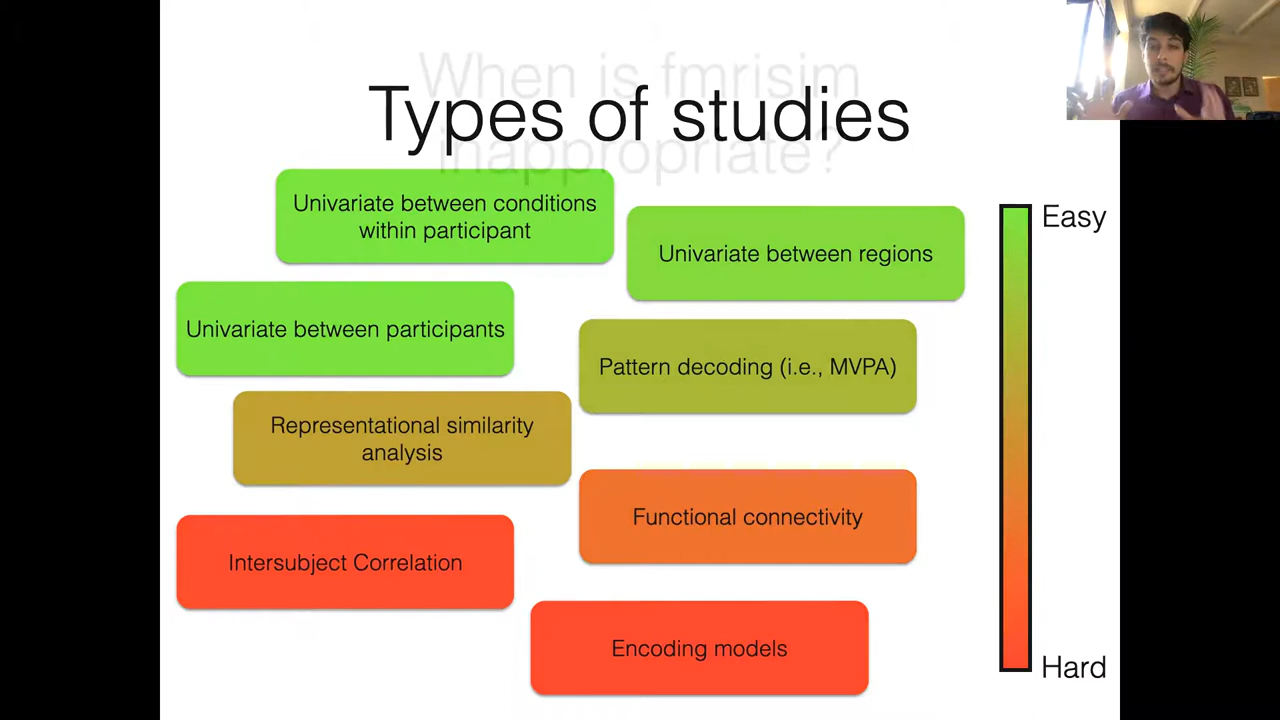 When is fmrisim
inappropriate?
Types of studies
Univariate between conditions
within participant
Univariate between regions
Univariate between participants
Pattern decoding (i.e., MVPA)
Representational similarity
analysis
Functional connectivity
Intersubject Correlation
Encoding models
Easy
Hard